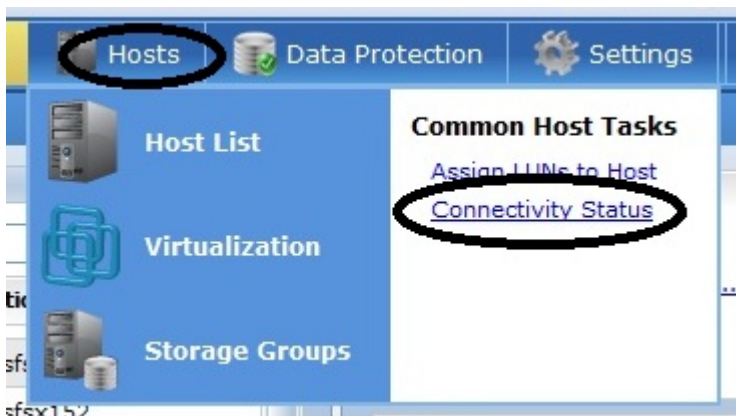 Hosts
Data Protection
Settings
Host List
Virtualization
Storage Groups
Common Host Tasks
Assign LUNs to Host
Connectivity Status
sfsx152